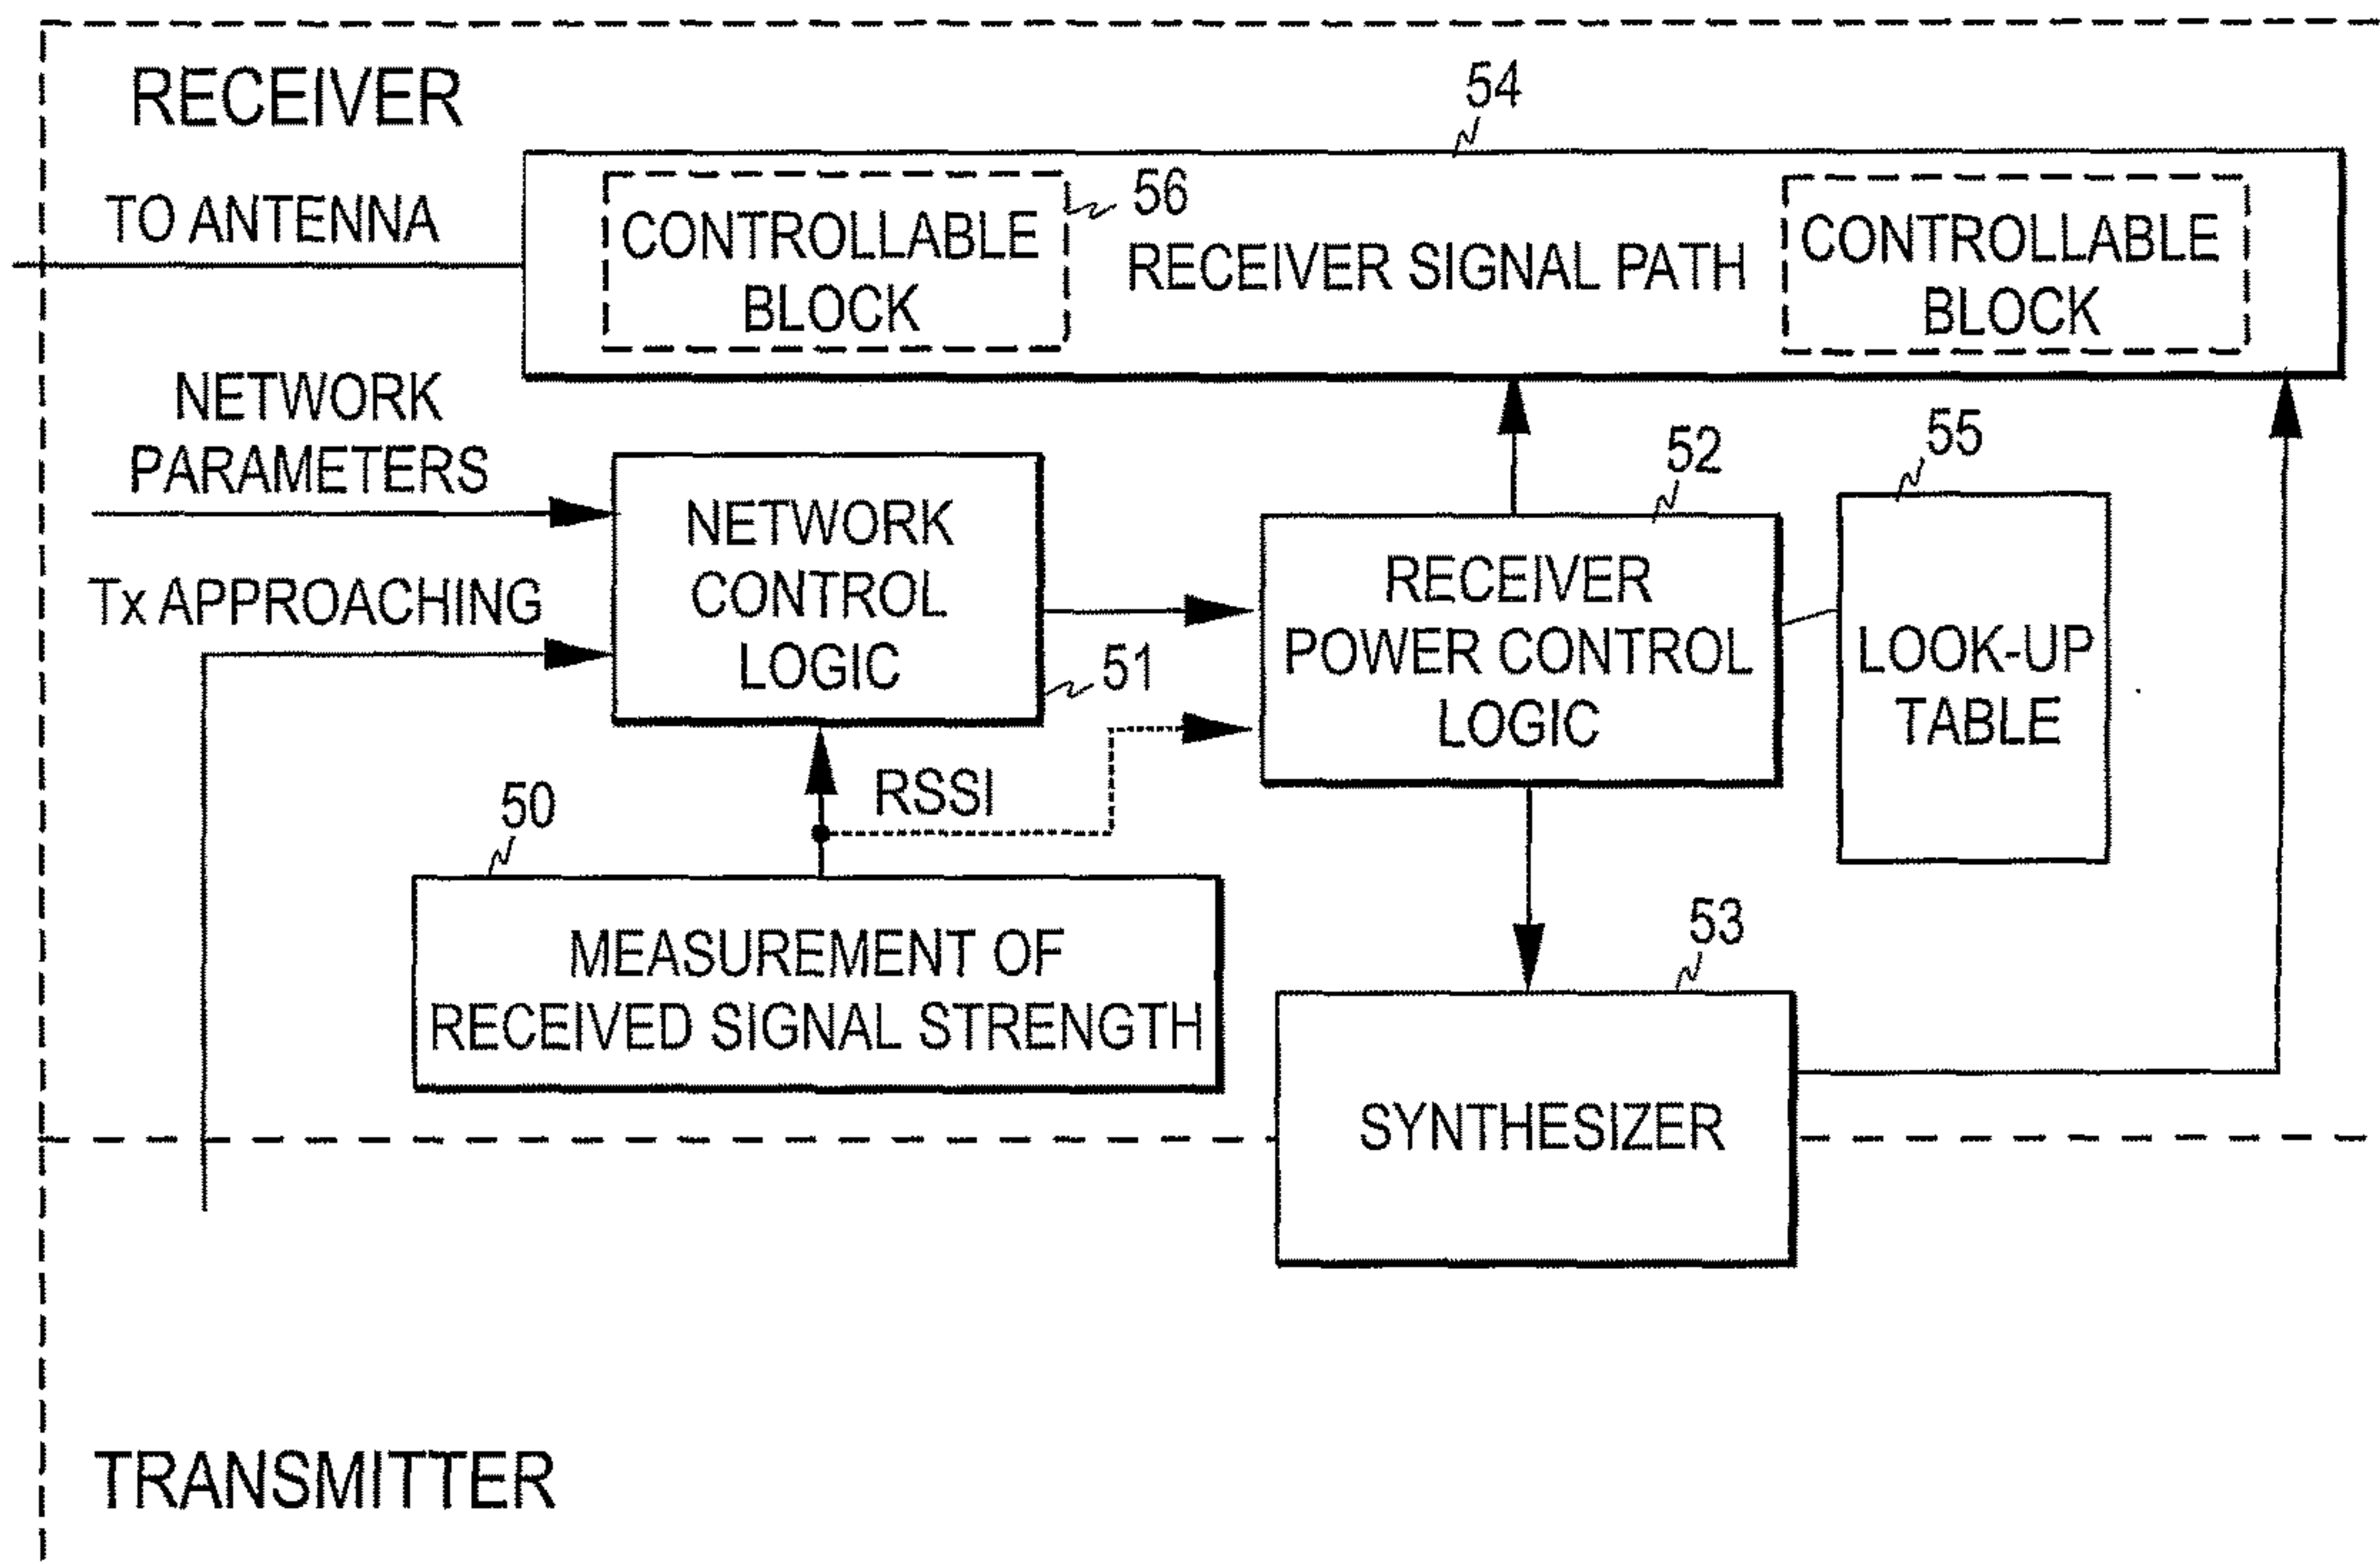 RECEIVER
54
TO ANTENNA
56
CONTROLLABLE
BLOCK
RECEIVER SIGNAL PATH
CONTROLLABLE
BLOCK
NETWORK
PARAMETERS
Tx APPROACHING
NETWORK
CONTROL
LOGIC
51
52
RECEIVER
POWER CONTROL
LOGIC
55
LOOK-UP
TABLE
RSSI
50
MEASUREMENT OF
RECEIVED SIGNAL STRENGTH
53
SYNTHESIZER
TRANSMITTER